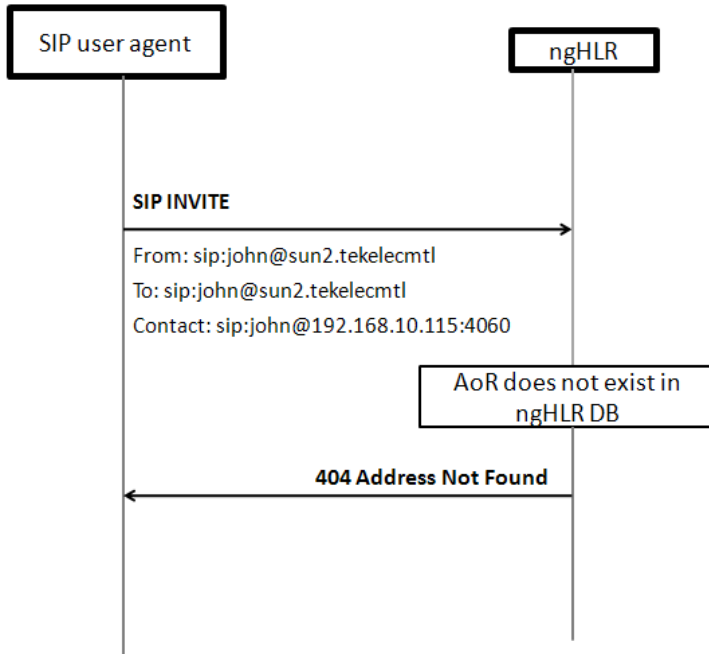 SIP user agent
ngHLR
SIP INVITE
From: sip:john@sun2.tekelecmtl
To: sip:john@sun2.tekelecmtl
Contact: sip:john@192.168.10.115:4060
AoR does not exist in
ngHLR DB
404 Address Not Found